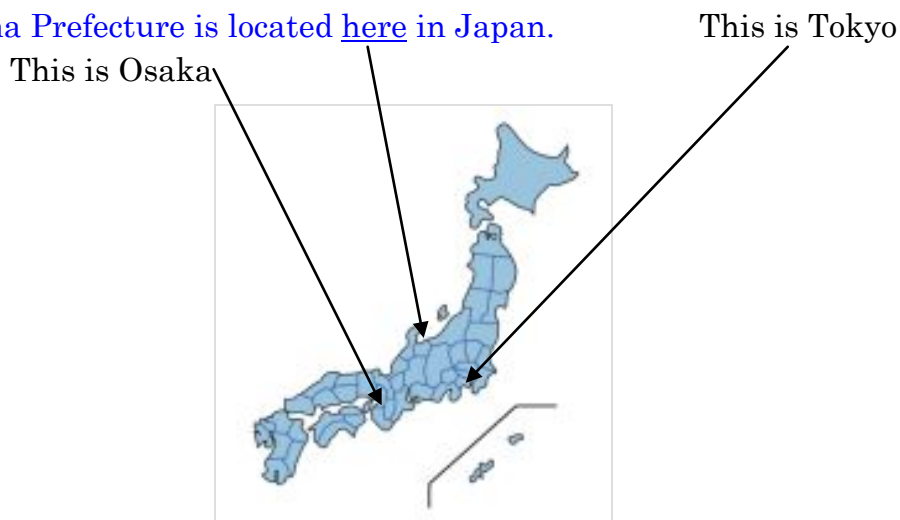 Prefecture is located here in Japan.
This is Tokyo
This is Osaka